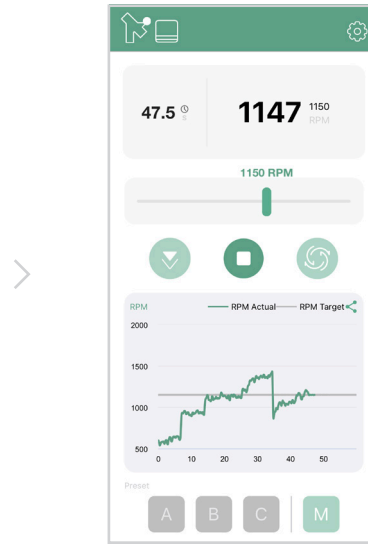 47.5 s
1147 1150
RPM
1150 RPM
RPM
RPM Actual RPM Target
2000
1500
1000
500
0 10 20 30 40 50
Preset
A B C M